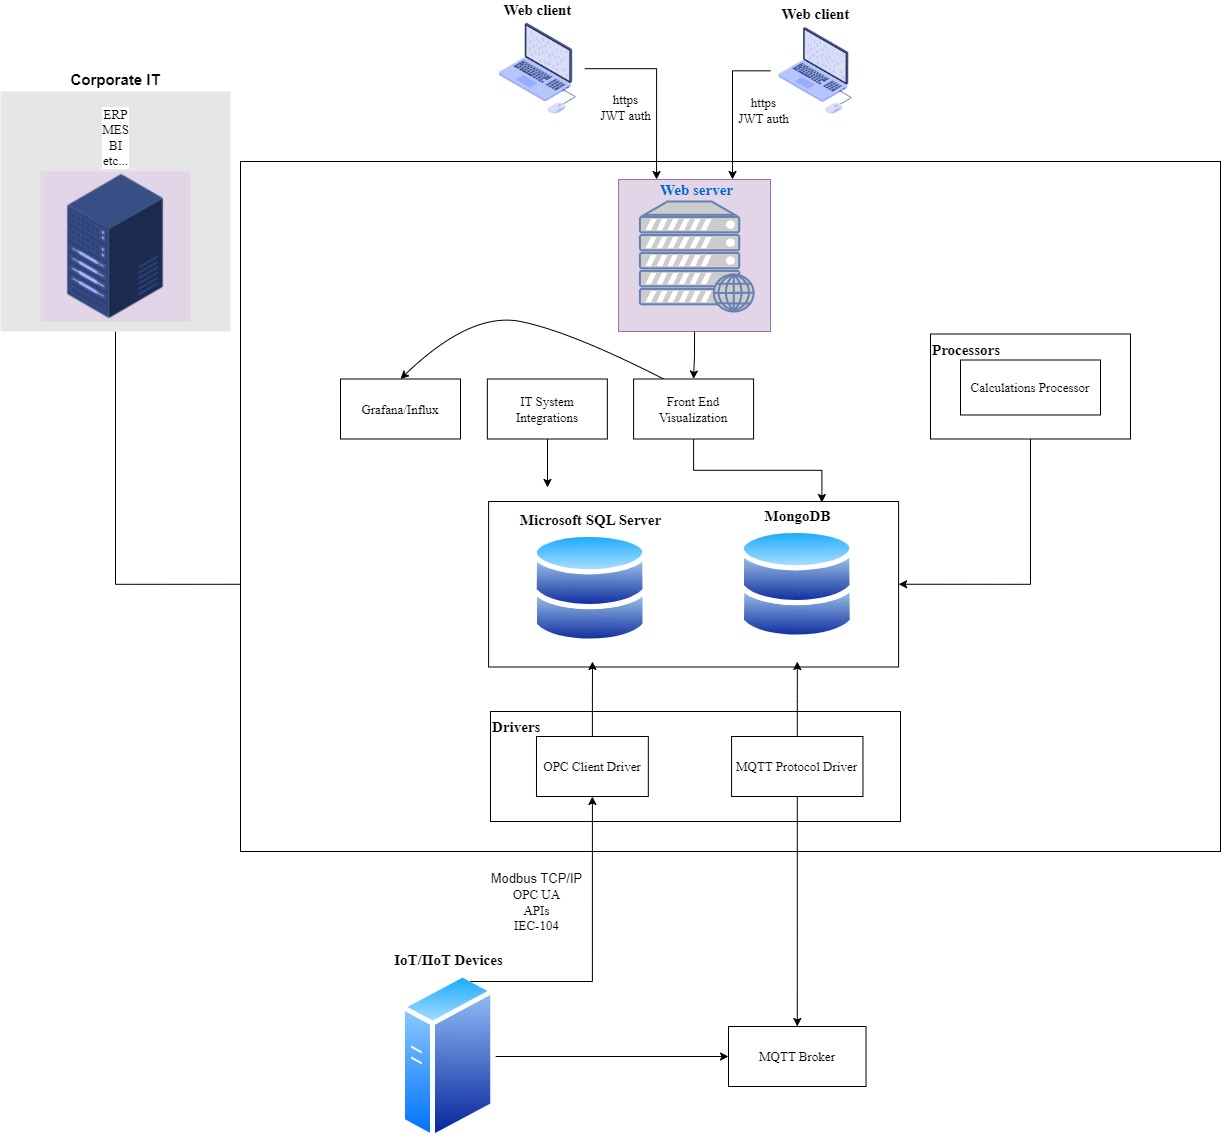 Web client
Web client
Corporate IT
https
JWT auth
https
JWT auth
ERP
MES
BI
etc...
Web server
Processors
Calculations Processor
Grafana/Influx
IT System
Integrations
Front End
Visualization
Microsoft SQL Server
MongoDB
Drivers
OPC Client Driver
MQTT Protocol Driver
Modbus TCP/IP
OPC UA
APIs
IEC-104
IoT/IIoT Devices
MQTT Broker